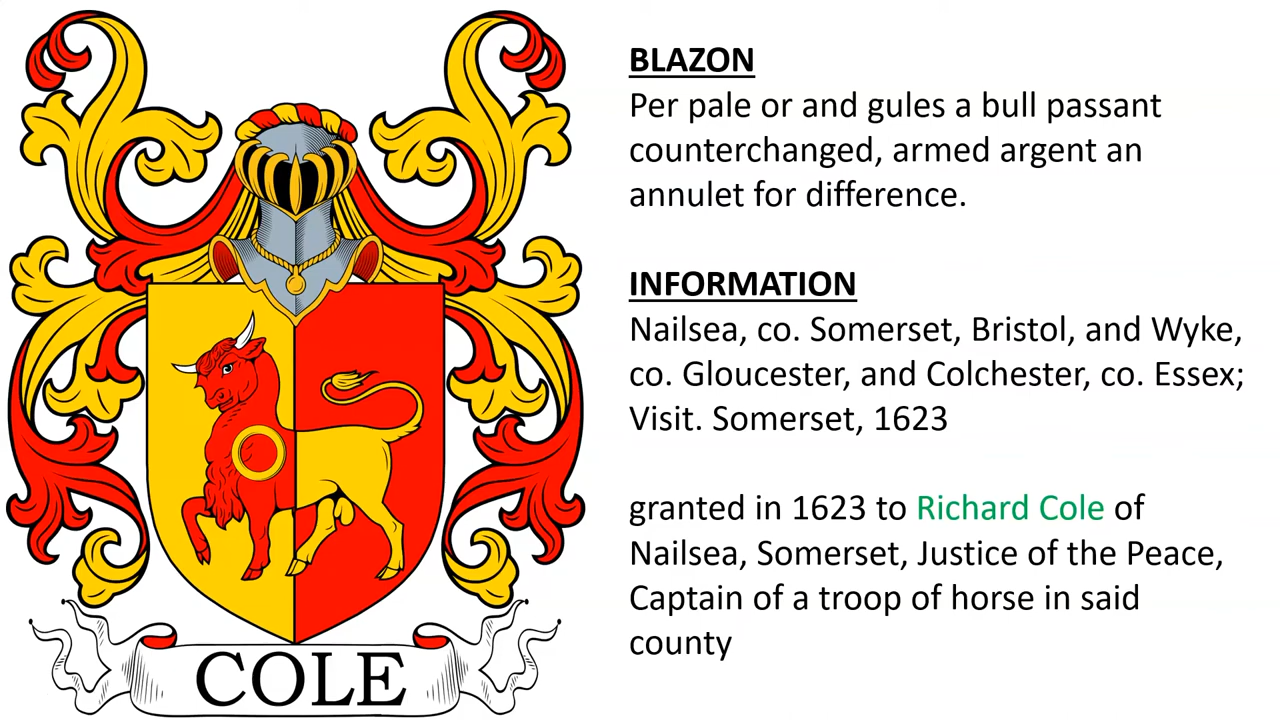 BLAZON
Per pale or and gules a bull passant
counterchanged, armed argent an
annulet for difference.
INFORMATION
Nailsea, co. Somerset, Bristol, and Wyke,
co. Gloucester, and Colchester, co. Essex;
Visit. Somerset, 1623
granted in 1623 to Richard Cole of
Nailsea, Somerset, Justice of the Peace,
Captain of a troop of horse in said
county
COLE